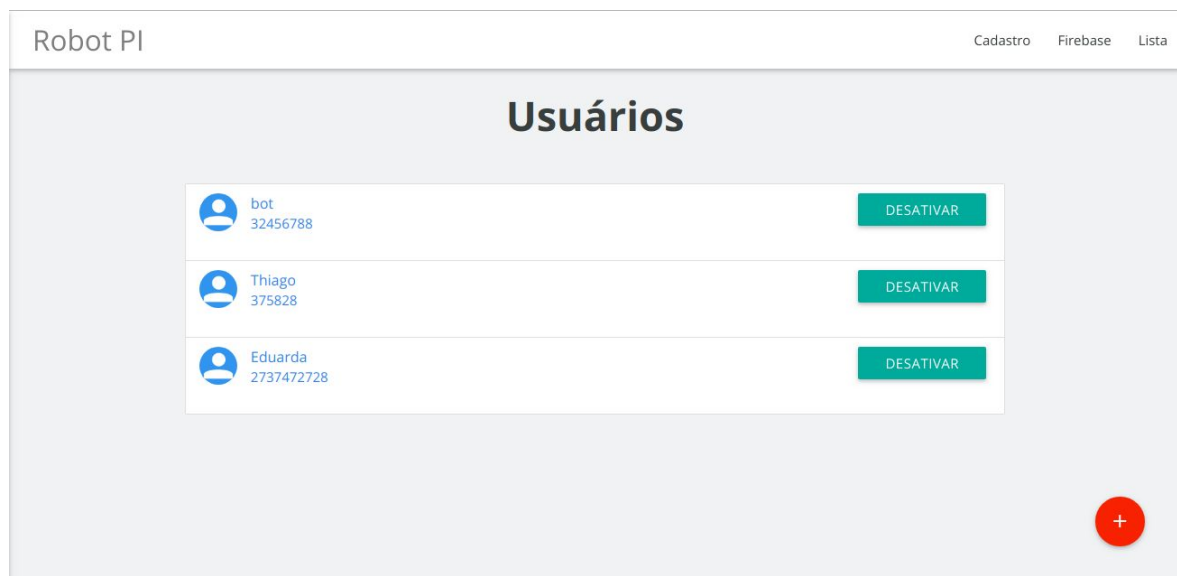 Robot PI
Cadastro Firebase Lista
Usuários
bot
32456788
DESATIVAR
Thiago
375828
DESATIVAR
Eduarda
2737472728
DESATIVAR
+